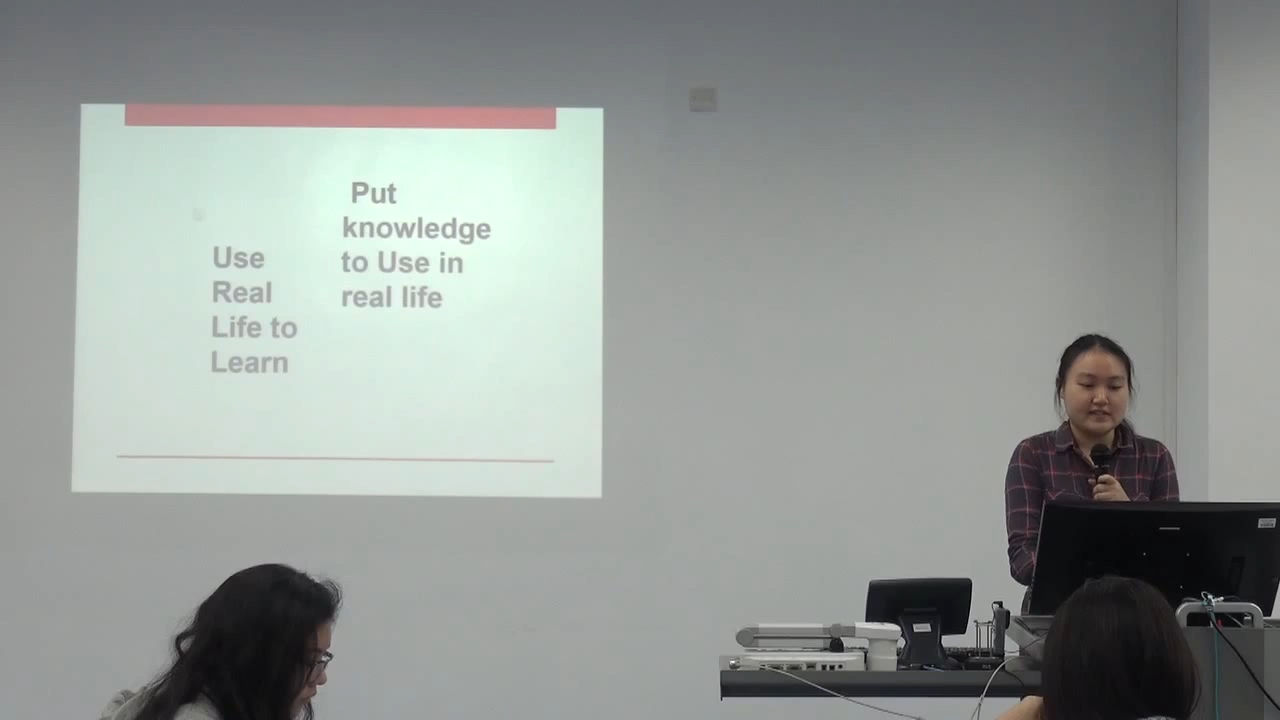 Use
Real
Life to
Learn
Put
knowledge
to Use in
real life